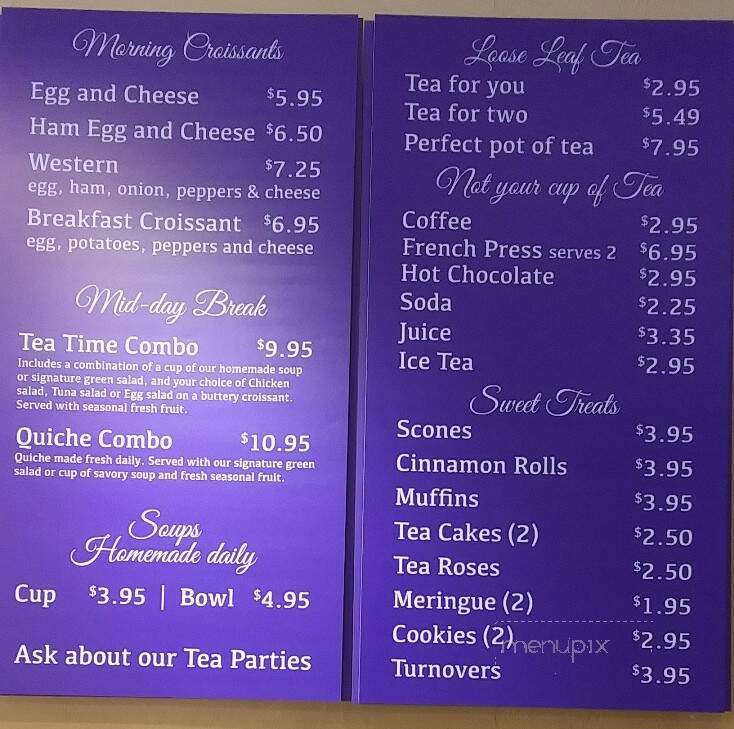 Morning Croissants
Egg and Cheese $5.95
Ham Egg and Cheese $6.50
Western $7.25
egg, ham, onion, peppers & cheese
Breakfast Croissant $6.95
egg, potatoes, peppers and cheese
Mid-day Break
Tea Time Combo $9.95
Includes a combination of a cup of our homemade soup
or signature green salad, and your choice of Chicken
salad, Tuna salad or Egg salad on a buttery croissant.
Served with seasonal fresh fruit.
Quiche Combo $10.95
Quiche made fresh daily. Served with our signature green
salad or cup of savory soup and fresh seasonal fruit.
Soups
Homemade daily
Cup $3.95 | Bowl $4.95
Ask about our Tea Parties
Loose Leaf Tea
Tea for you $2.95
Tea for two $5.49
Perfect pot of tea $7.95
Not your cup of Tea
Coffee $2.95
French Press serves 2 $6.95
Hot Chocolate $2.95
Soda $2.25
Juice $3.35
Ice Tea $2.95
Sweet Treats
Scones $3.95
Cinnamon Rolls $3.95
Muffins $3.95
Tea Cakes (2) $2.50
Tea Roses $2.50
Meringue (2) $1.95
Cookies (2) $2.95
menupix
Turnovers $3.95